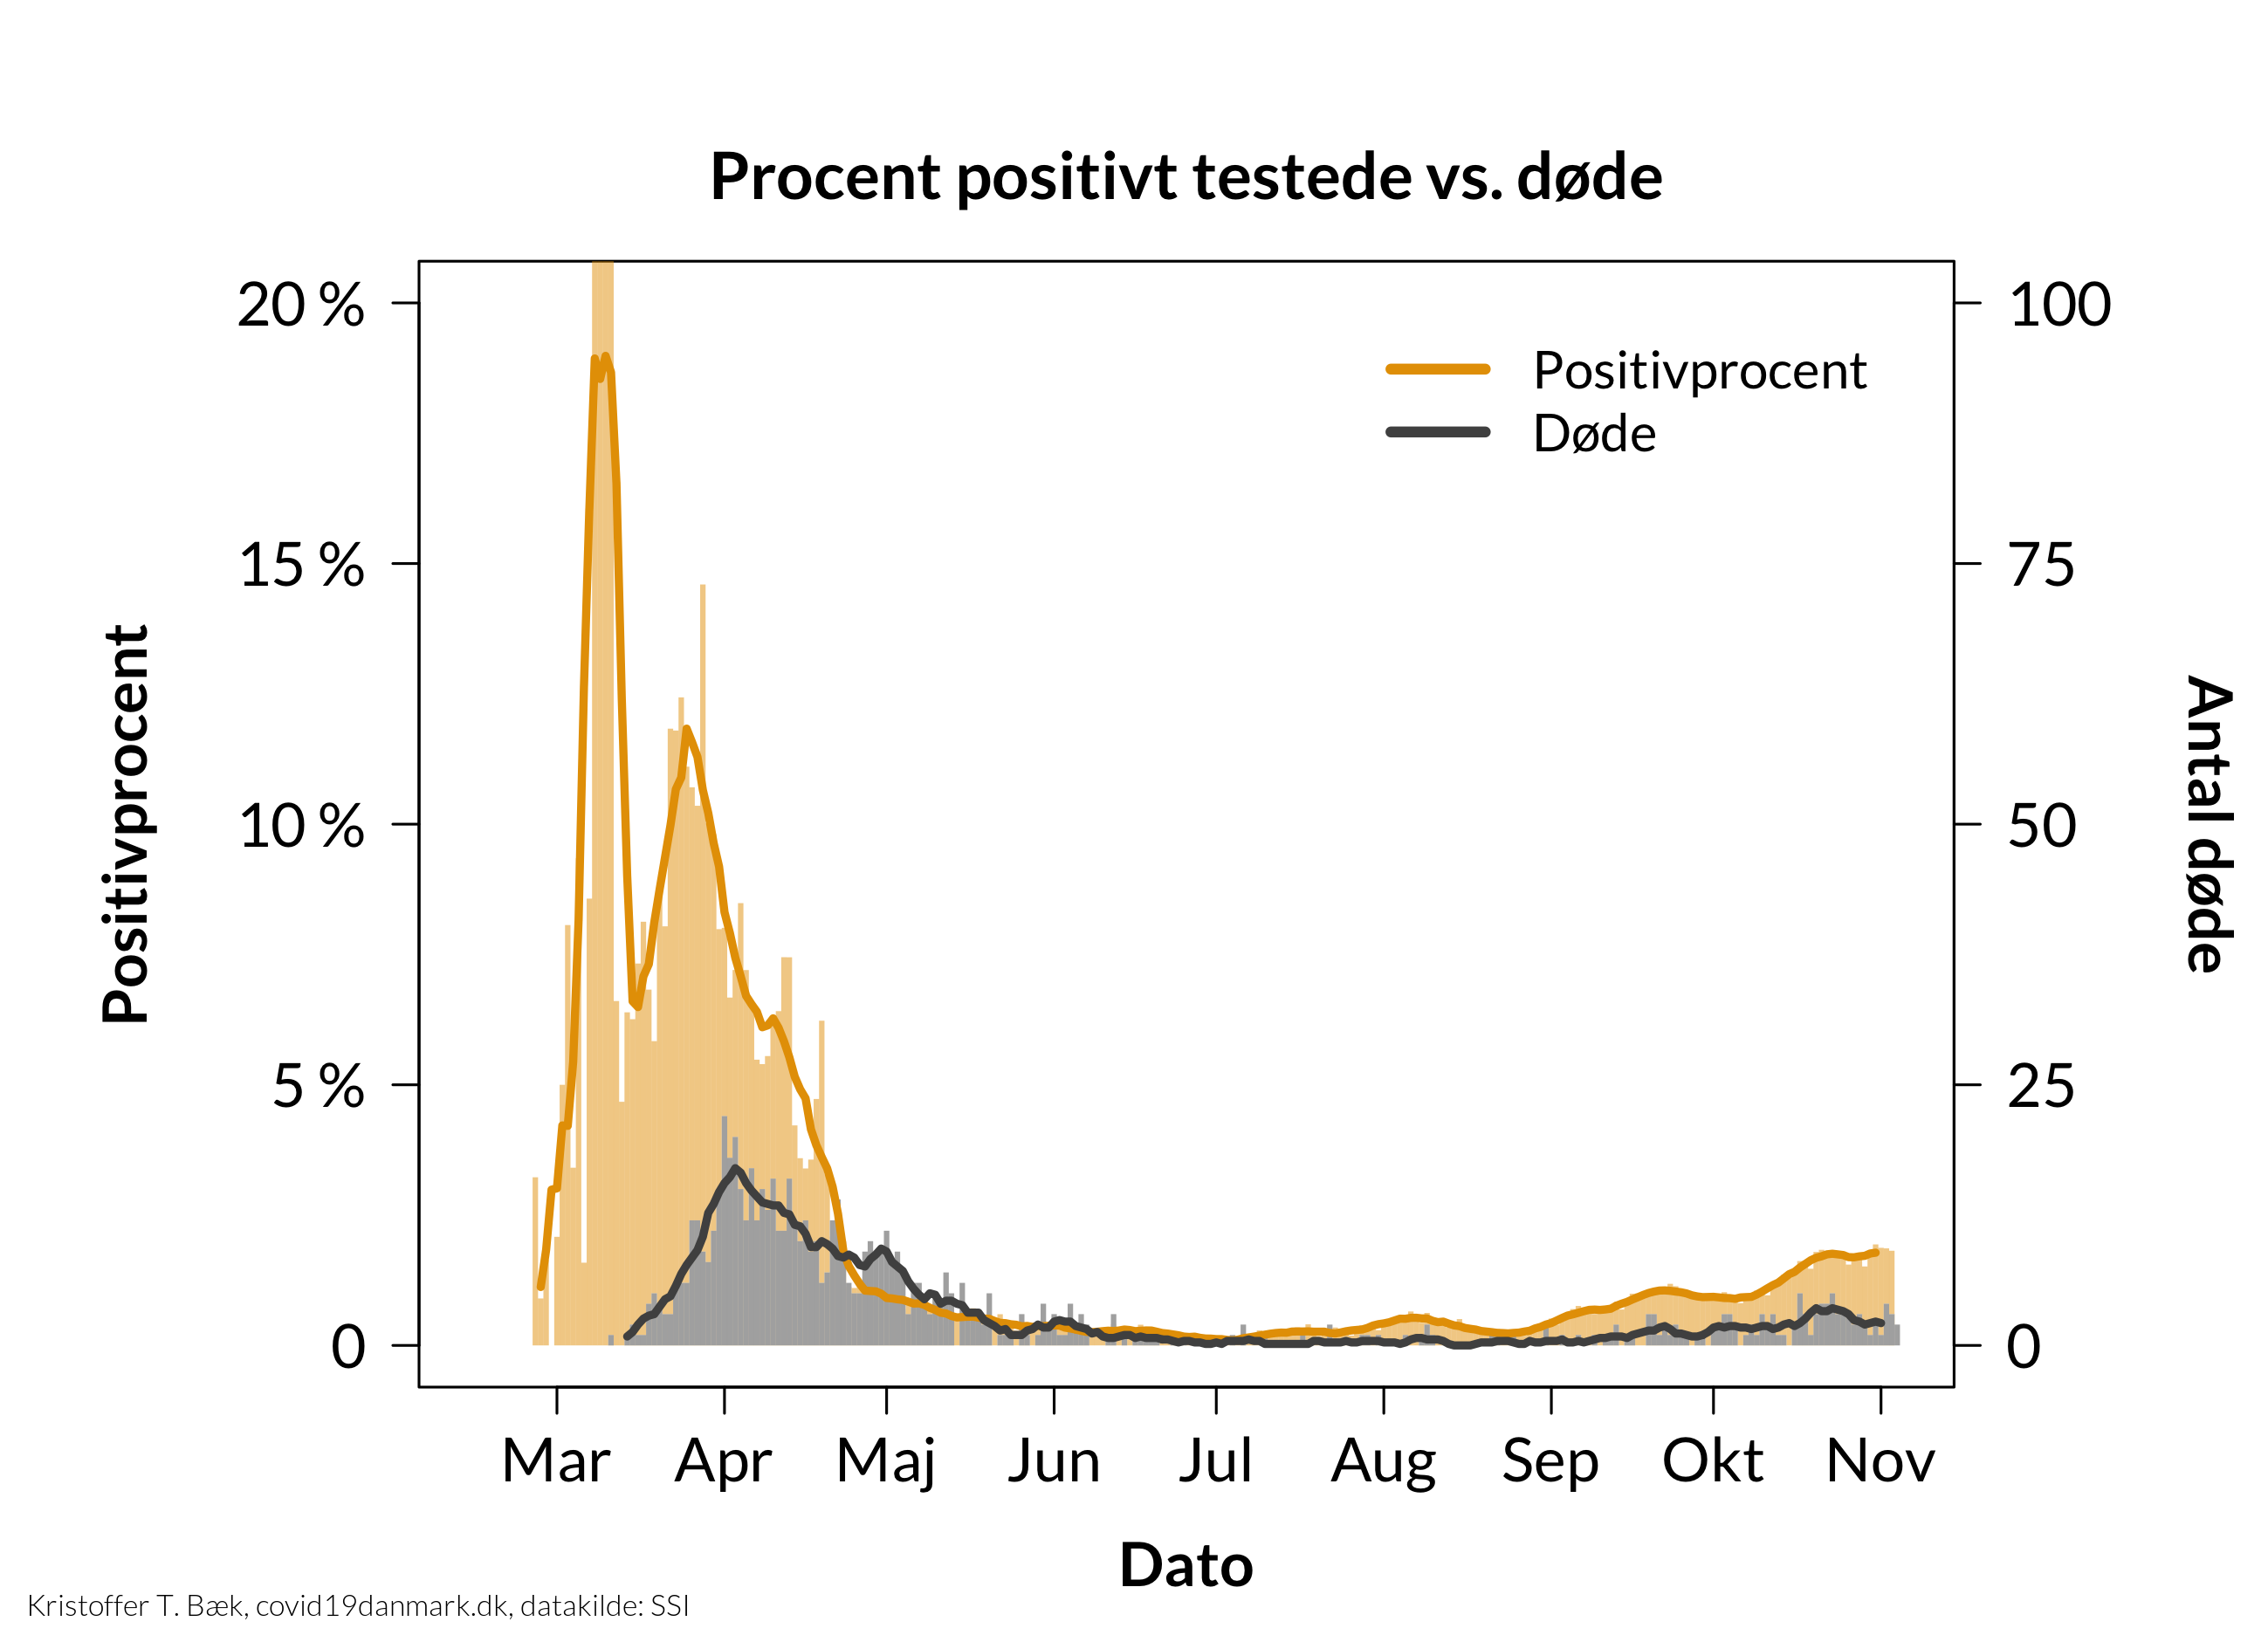 Procent positivt testede vs. døde
20 %
15 %
10 %
5 %
0
Positivprocent
Positivprocent
Døde
100
75
50
25
0
Antal døde
Mar Apr Maj Jun Jul Aug Sep Okt Nov
Dato
Kristoffer T. Bæk, covid19danmark.dk, datakilde: SSI